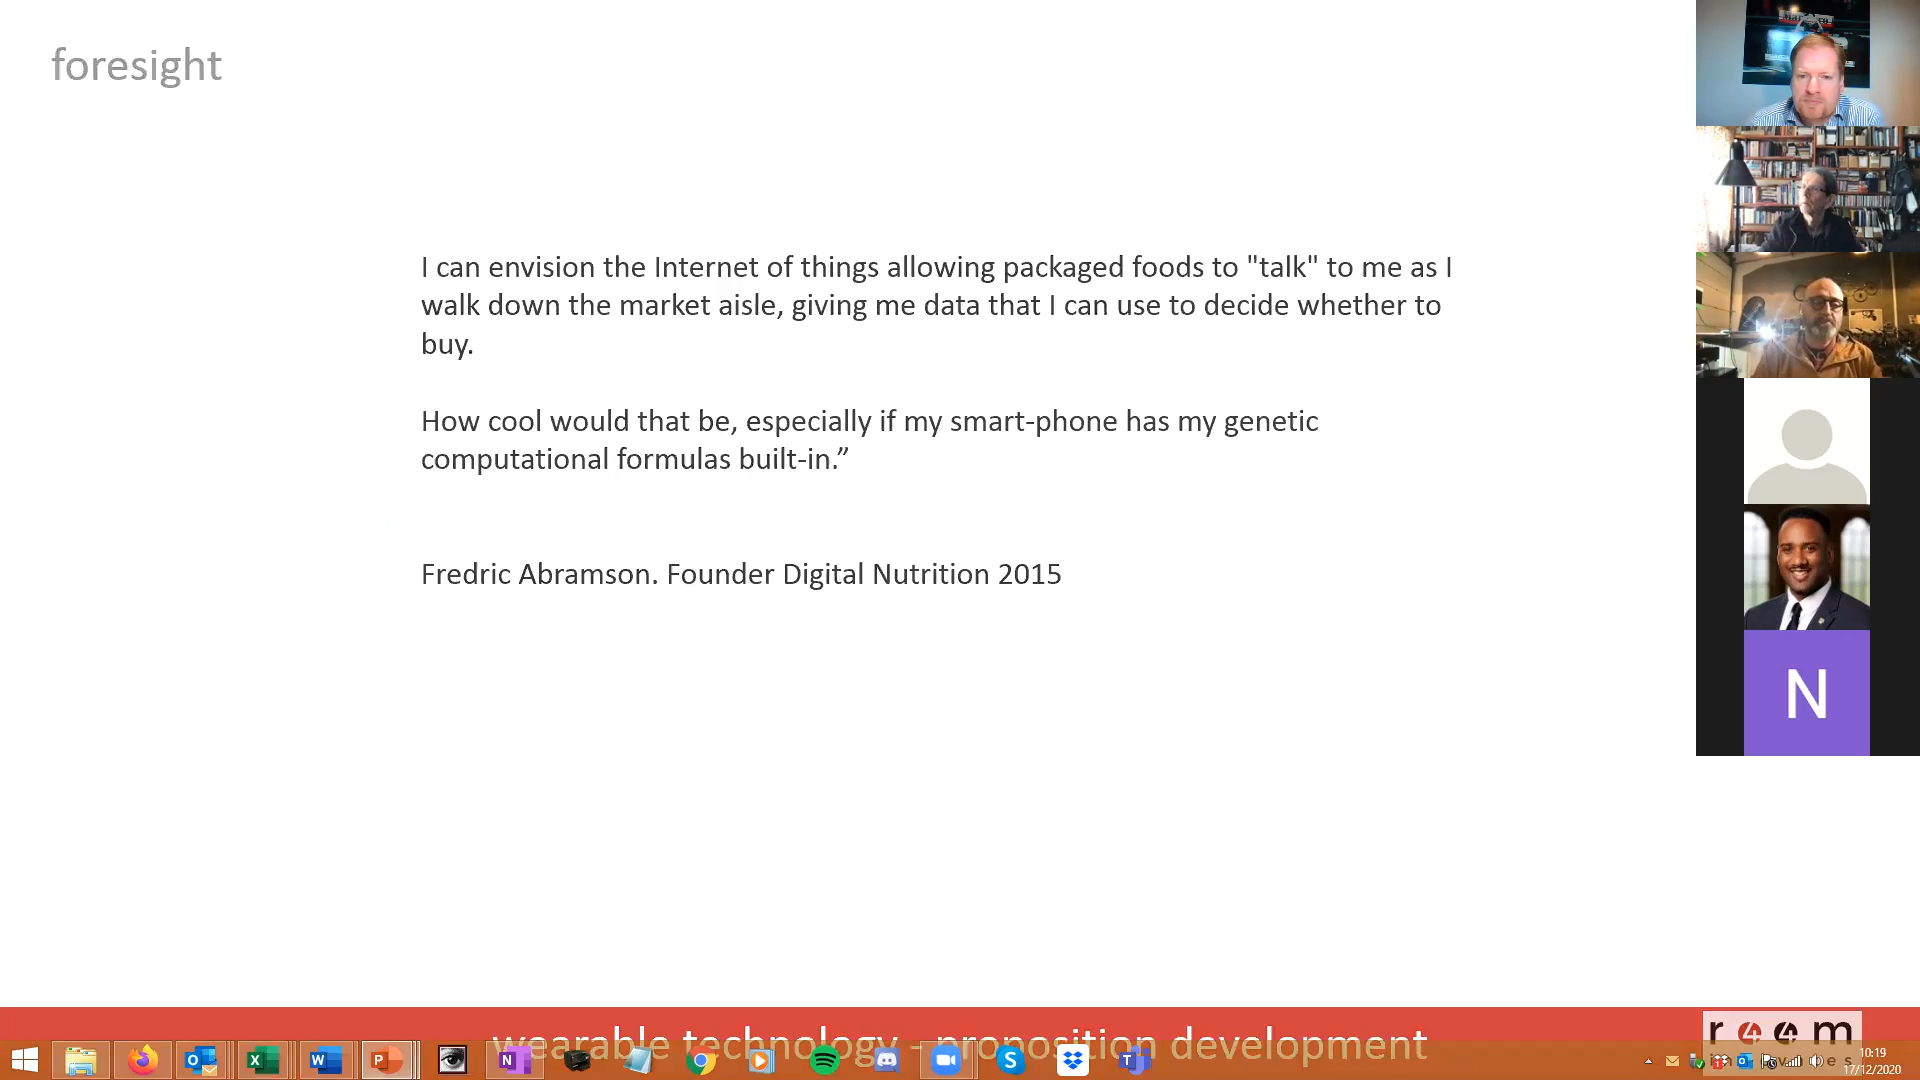 foresight
I can envision the Internet of things allowing packaged foods to "talk" to me as I
walk down the market aisle, giving me data that I can use to decide whether to
buy.
How cool would that be, especially if my smart-phone has my genetic
computational formulas built-in.”
Fredric Abramson. Founder Digital Nutrition 2015
N
wearable technology - proposition development
r44m
10:19
17/12/2020